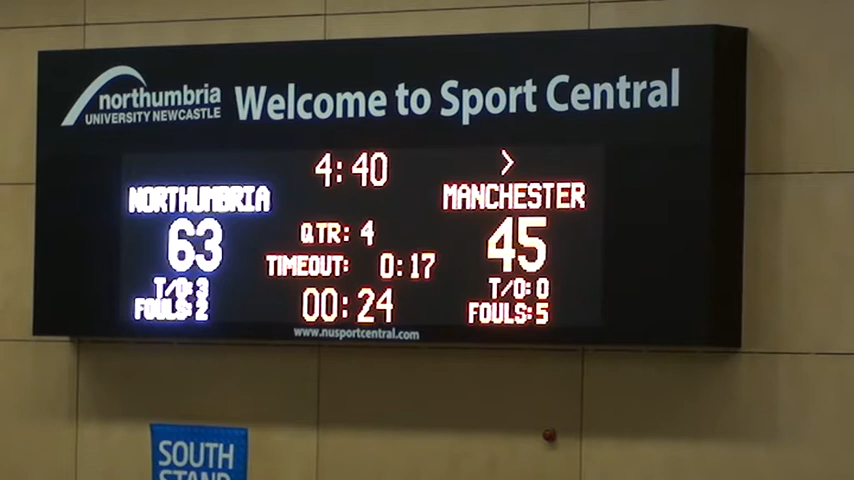 northumbria
UNIVERSITY NEWCASTLE
Welcome to Sport Central
4:40 >
NORTHUMBRIA MANCHESTER
63 QTR: 4 45
TIMEOUT: 0:17
T/O:3 T/O:0
FOULS:2 00:24 FOULS:5
www.nusportcentral.com
SOUTH
STAND